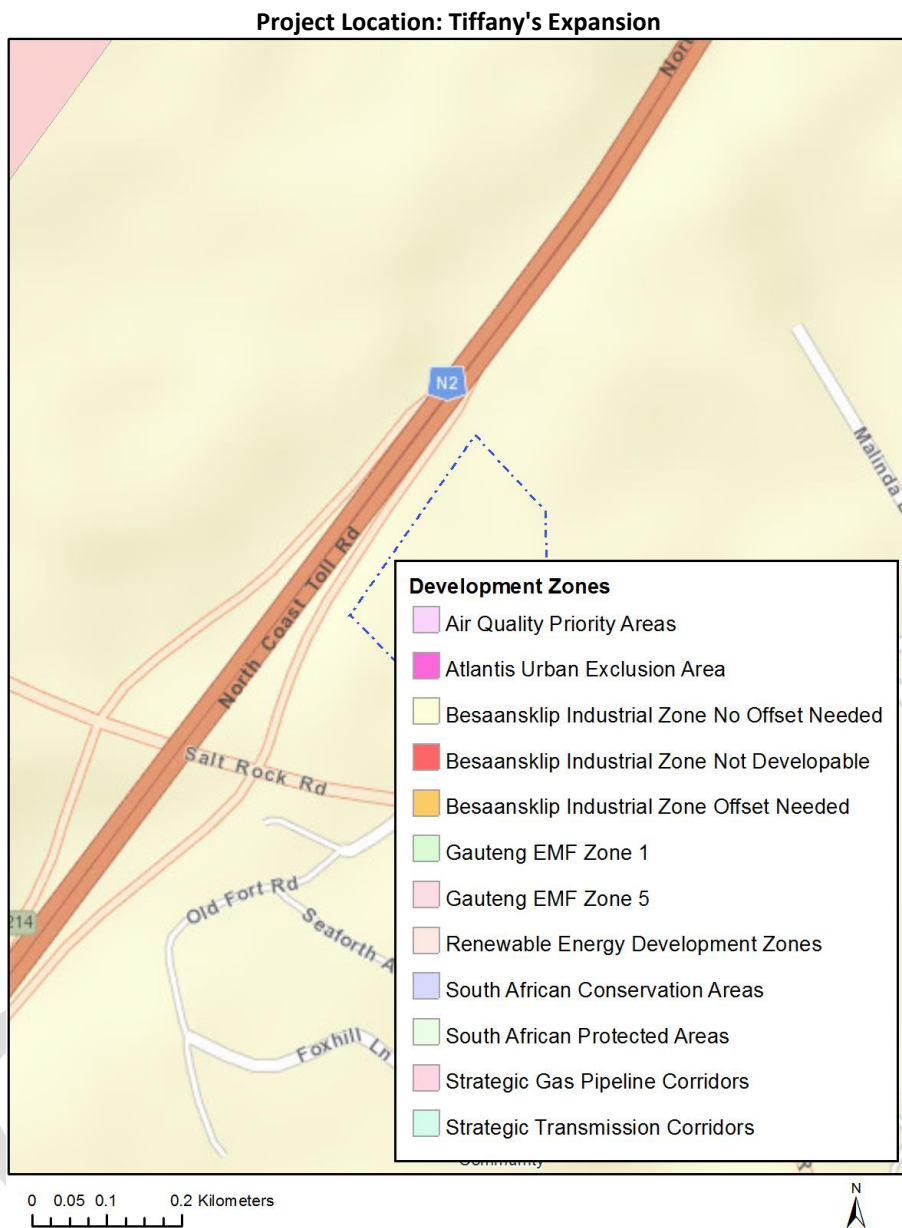 Project Location: Tiffany's Expansion
Nort
N2
Malinda
North Coast Toll Rd
Salt Rock Rd
Old Fort Rd
214
Seaforth A
Foxhill Ln
Development Zones
Air Quality Priority Areas
Atlantis Urban Exclusion Area
Besaansklip Industrial Zone No Offset Needed
Besaansklip Industrial Zone Not Developable
Besaansklip Industrial Zone Offset Needed
Gauteng EMF Zone 1
Gauteng EMF Zone 5
Renewable Energy Development Zones
South African Conservation Areas
South African Protected Areas
Strategic Gas Pipeline Corridors
Strategic Transmission Corridors
Community
0 0.05 0.1 0.2 Kilometers
N